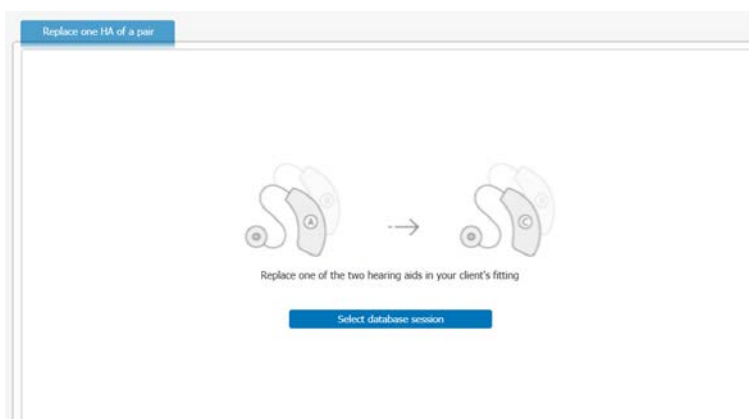 Replace one HA of a pair
A
C
Replace one of the two hearing aids in your client's fitting
Select database session